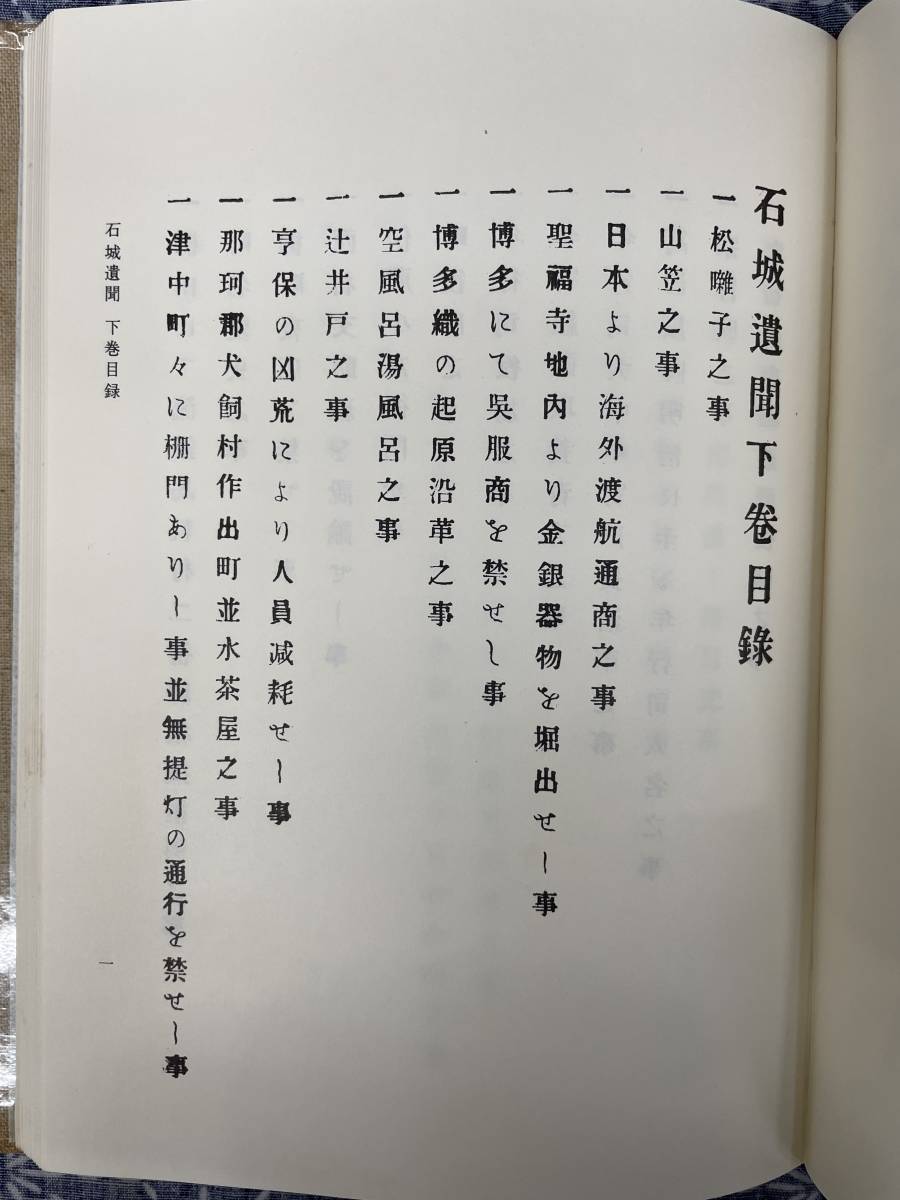 石城遺聞下卷目錄
一松囃子之事
一山笠之事
一日本より海外渡航通商之事
一聖福寺地內より金銀器物を堀出せし事
一博多にて吳服商を禁せし事
一博多織の起原沿革之事
一空風呂湯風呂之事
一辻井戸之事
一亨保の凶荒により人員減耗せし事
一那珂郡犬飼村作出町並水茶屋之事
一津中町々に柵門ありし事並無提灯の通行を禁せし事
石城遺聞 下巻目録
一